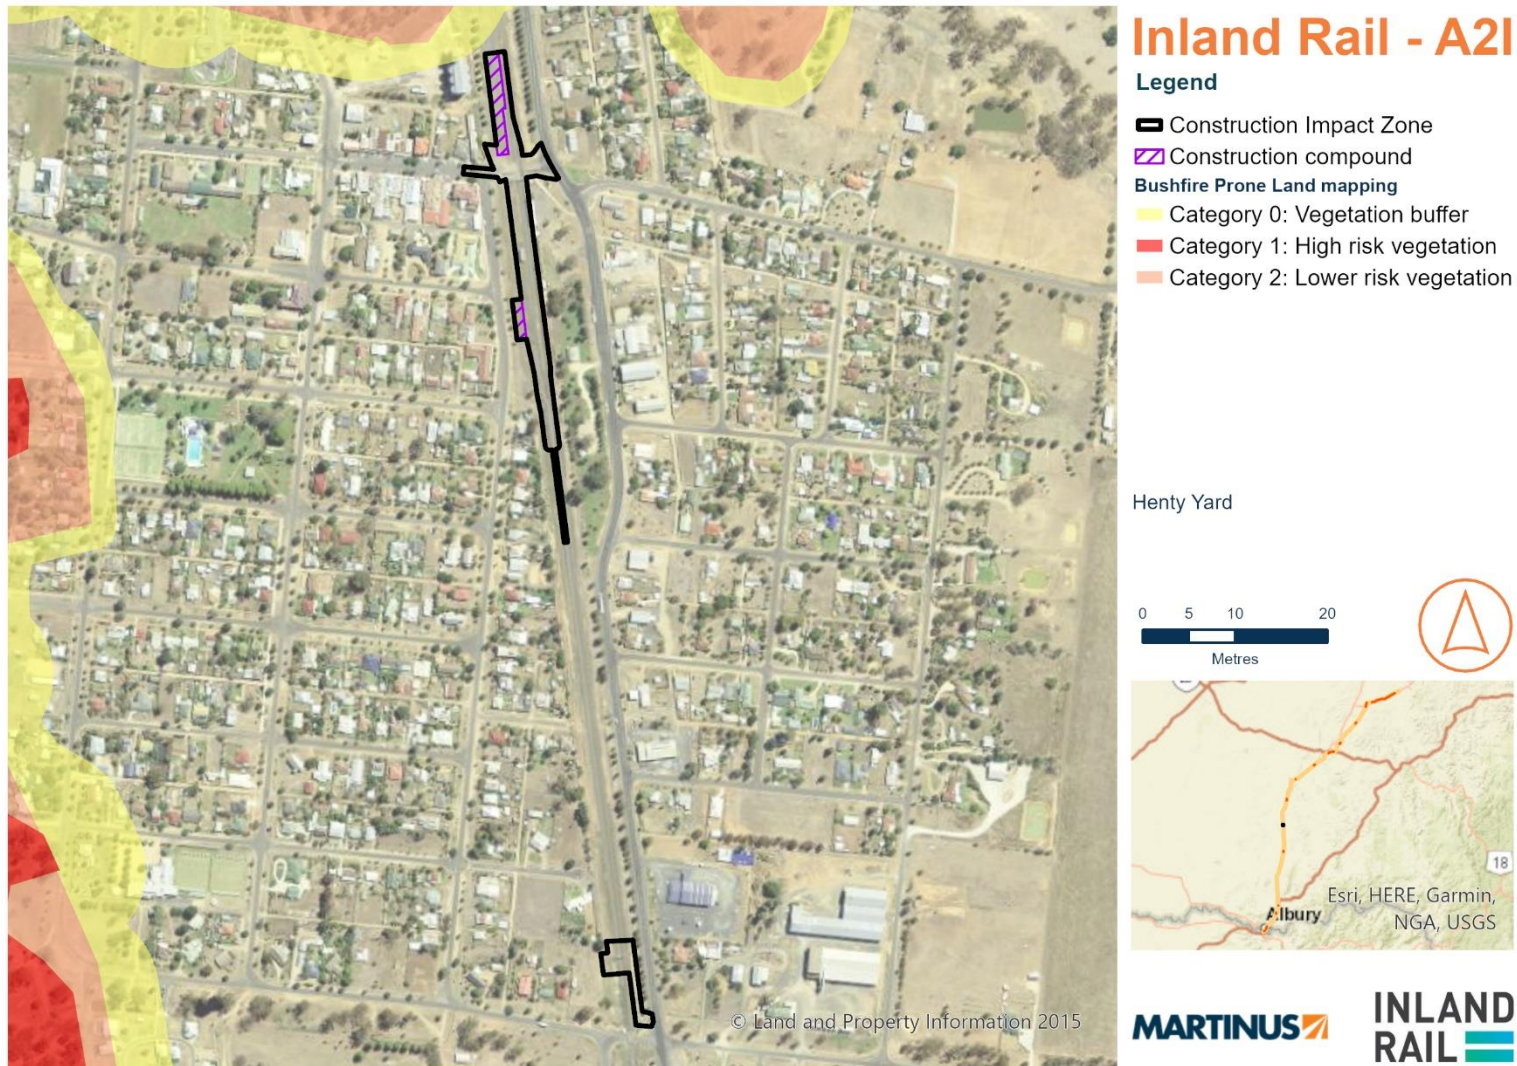 Inland Rail - A2I
Legend
Construction Impact Zone
Construction compound
Bushfire Prone Land mapping
Category 0: Vegetation buffer
Category 1: High risk vegetation
Category 2: Lower risk vegetation
Henty Yard
0 5 10 20
Metres
18
Albury
Esri, HERE, Garmin,
NGA, USGS
© Land and Property Information 2015
MARTINUS
INLAND
RAIL